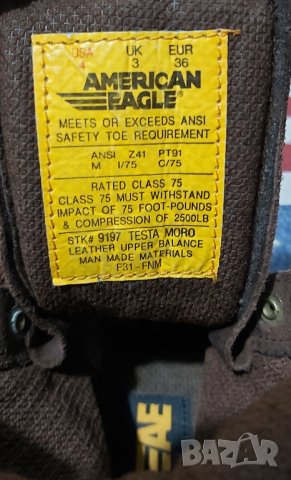 USA UK EUR
4 3 36
AMERICAN
EAGLE
MEETS OR EXCEEDS ANSI
SAFETY TOE REQUIREMENT
ANSI Z41 PT91
M I/75 C/75
RATED CLASS 75
CLASS 75 MUST WITHSTAND
IMPACT OF 75 FOOT-POUNDS
& COMPRESSION OF 2500LB
STK# 9197 TESTA MORO
LEATHER UPPER BALANCE
MAN MADE MATERIALS
F31-FNM
AE
bazar